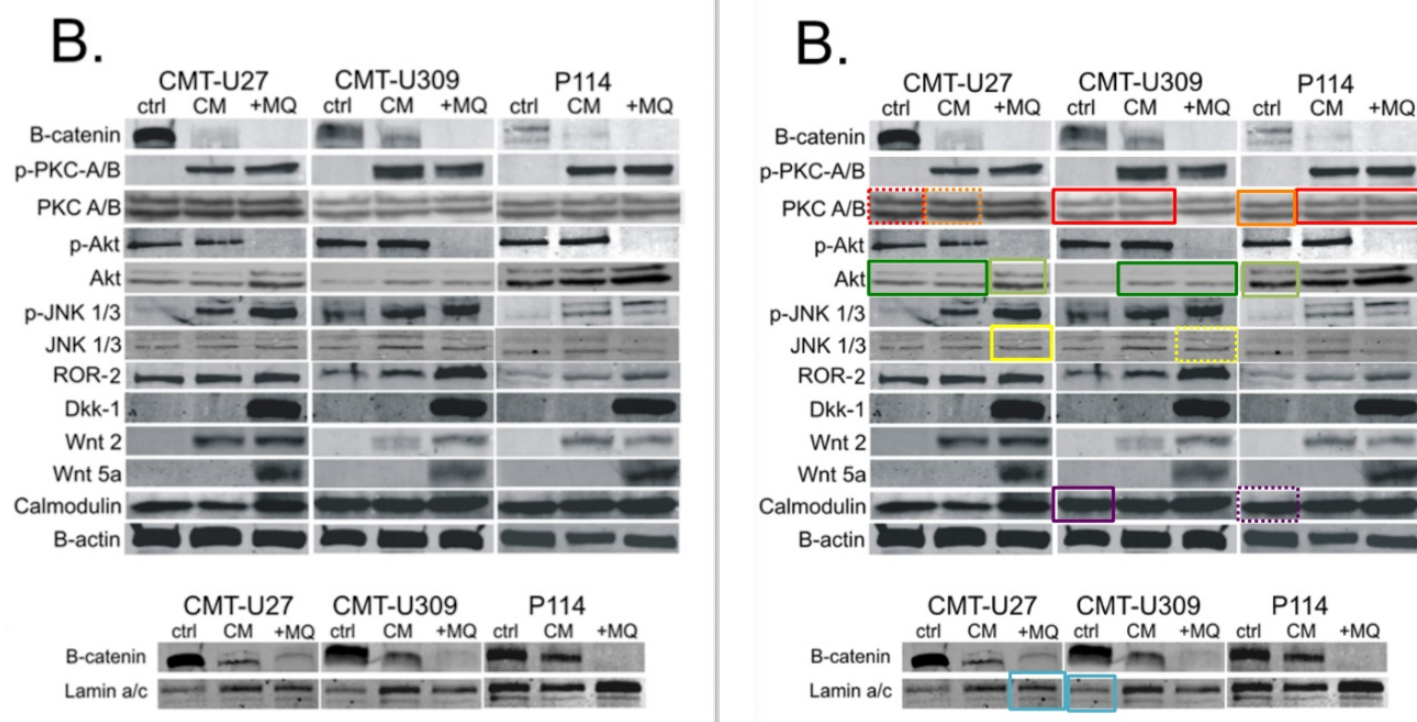 B.
CMT-U27 CMT-U309 P114
ctrl CM +MQ ctrl CM +MQ ctrl CM +MQ
B-catenin
p-PKC-A/B
PKC A/B
p-Akt
Akt
p-JNK 1/3
JNK 1/3
ROR-2
Dkk-1
Wnt 2
Wnt 5a
Calmodulin
B-actin
CMT-U27 CMT-U309 P114
ctrl CM +MQ ctrl CM +MQ ctrl CM +MQ
B-catenin
Lamin a/c
B.
CMT-U27 CMT-U309 P114
ctrl CM +MQ ctrl CM +MQ ctrl CM +MQ
B-catenin
p-PKC-A/B
PKC A/B
p-Akt
Akt
p-JNK 1/3
JNK 1/3
ROR-2
Dkk-1
Wnt 2
Wnt 5a
Calmodulin
B-actin
CMT-U27 CMT-U309 P114
ctrl CM +MQ ctrl CM +MQ ctrl CM +MQ
B-catenin
Lamin a/c